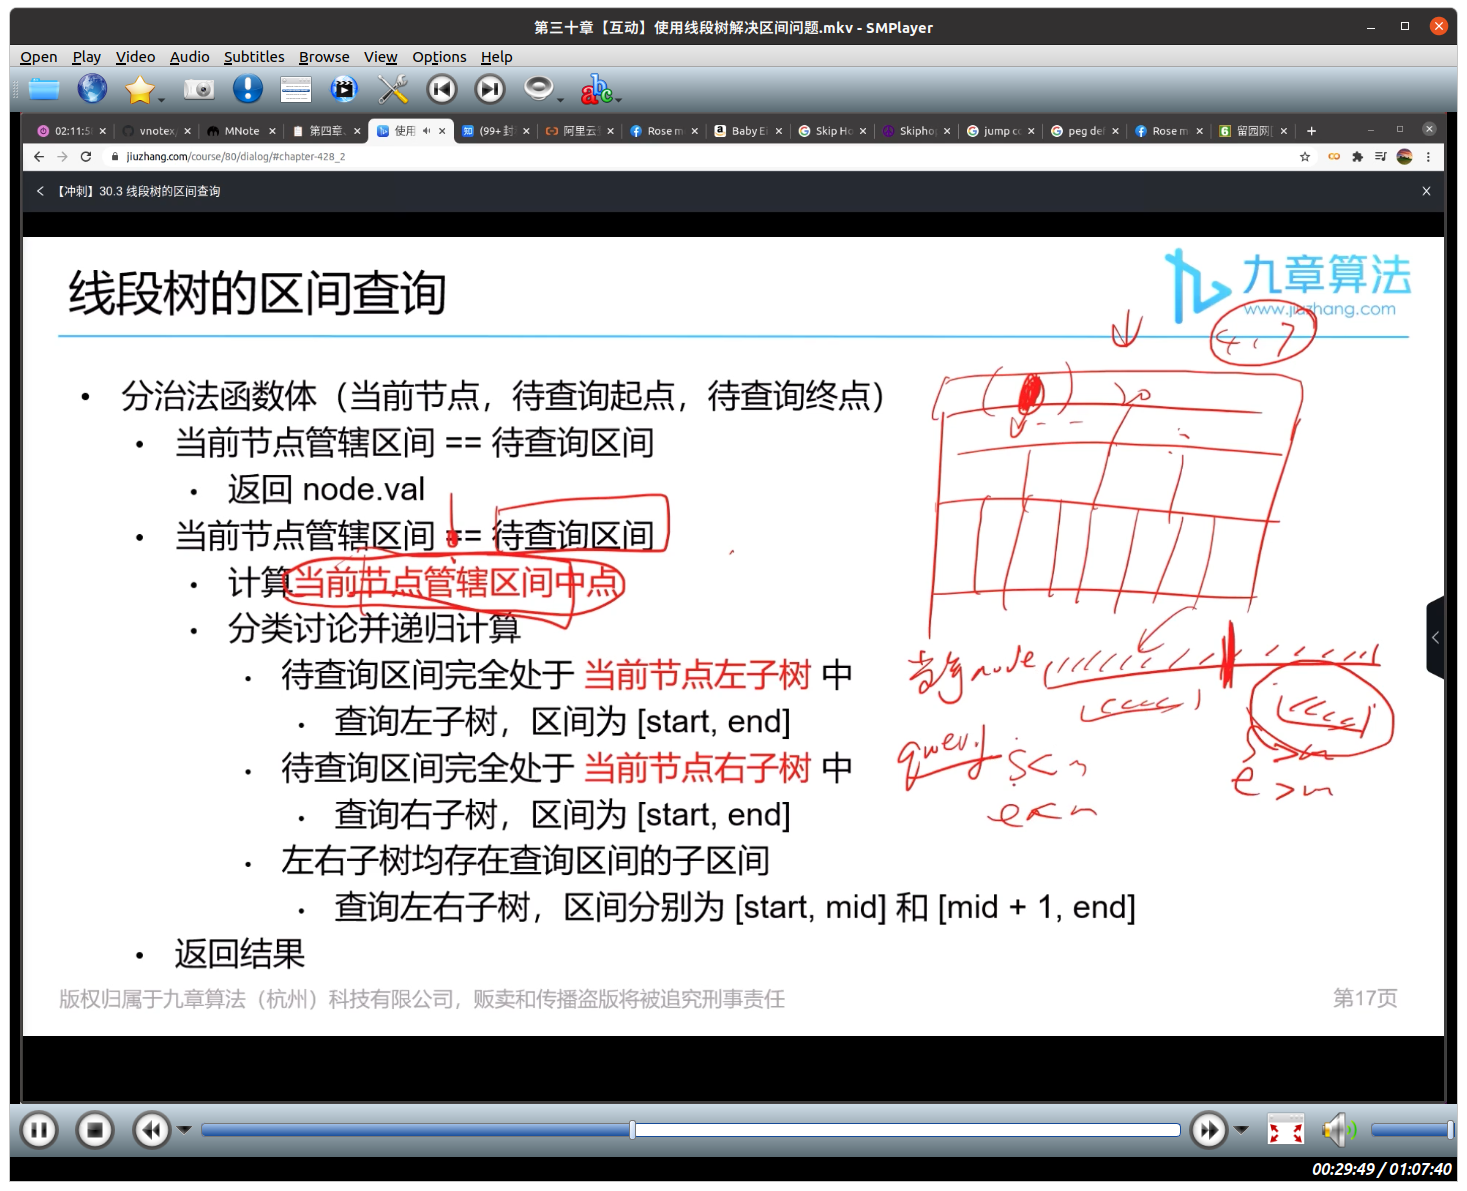 第三十章【互动】使用线段树解决区间问题.mkv - SMPlayer
Open Play Video Audio Subtitles Browse View Options Help
abc
02:11:5 vnotex MNote 第四章 使用 (99+ 封 阿里云 Rose m Baby E Skip Ho Skipho jump c peg de Rose m 留园网
jiuzhang.com/course/80/dialog/#chapter-428_2
【冲刺】30.3 线段树的区间查询
线段树的区间查询
九章算法
www.jiuzhang.com
4, 7
• 分治法函数体（当前节点，待查询起点，待查询终点）
• 当前节点管辖区间 == 待查询区间
• 返回 node.val
• 当前节点管辖区间 == 待查询区间
• 计算当前节点管辖区间中点
• 分类讨论并递归计算
• 待查询区间完全处于 当前节点左子树 中
• 查询左子树，区间为 [start, end]
• 待查询区间完全处于 当前节点右子树 中
• 查询右子树，区间为 [start, end]
• 左右子树均存在查询区间的子区间
• 查询左右子树，区间分别为 [start, mid] 和 [mid + 1, end]
• 返回结果
当前node
query
s<m
e<m
s>m
e>m
版权归属于九章算法（杭州）科技有限公司，贩卖和传播盗版将被追究刑事责任
第17页
00:29:49 / 01:07:40